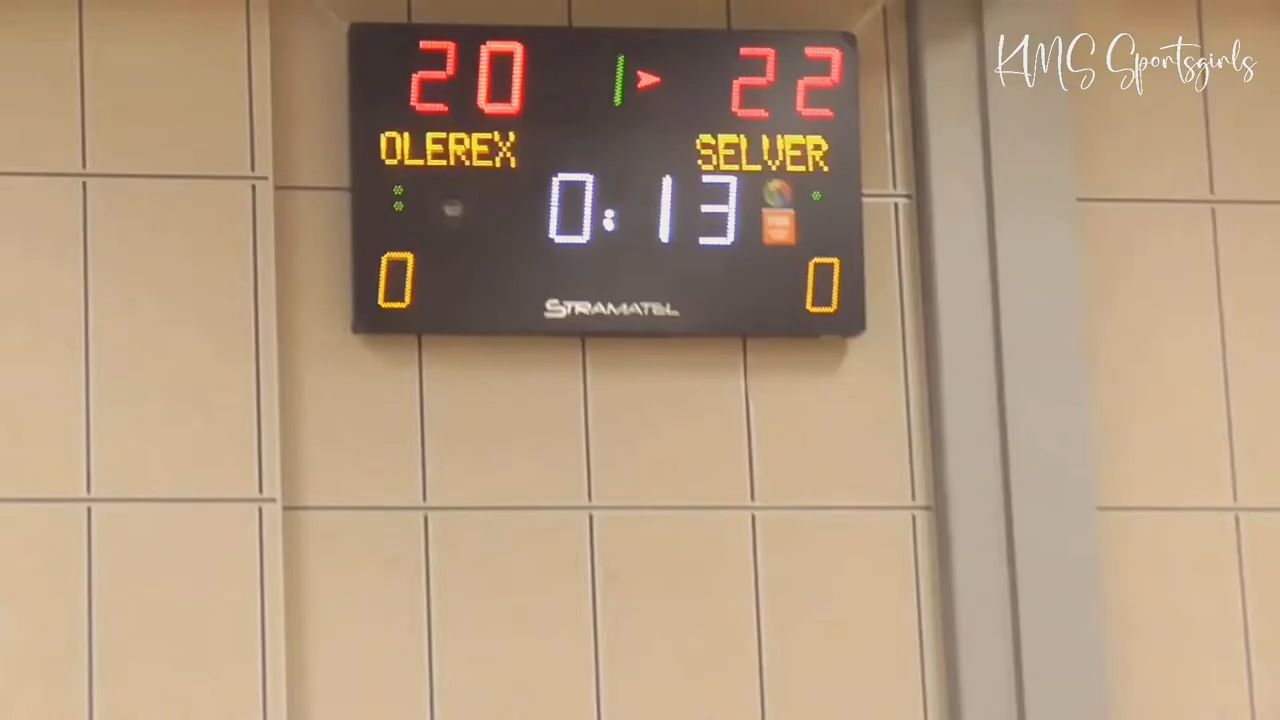 KMS Sportsgirls
20 1 22
OLEREX SELVER
0:13
0 0
STRAMATEL